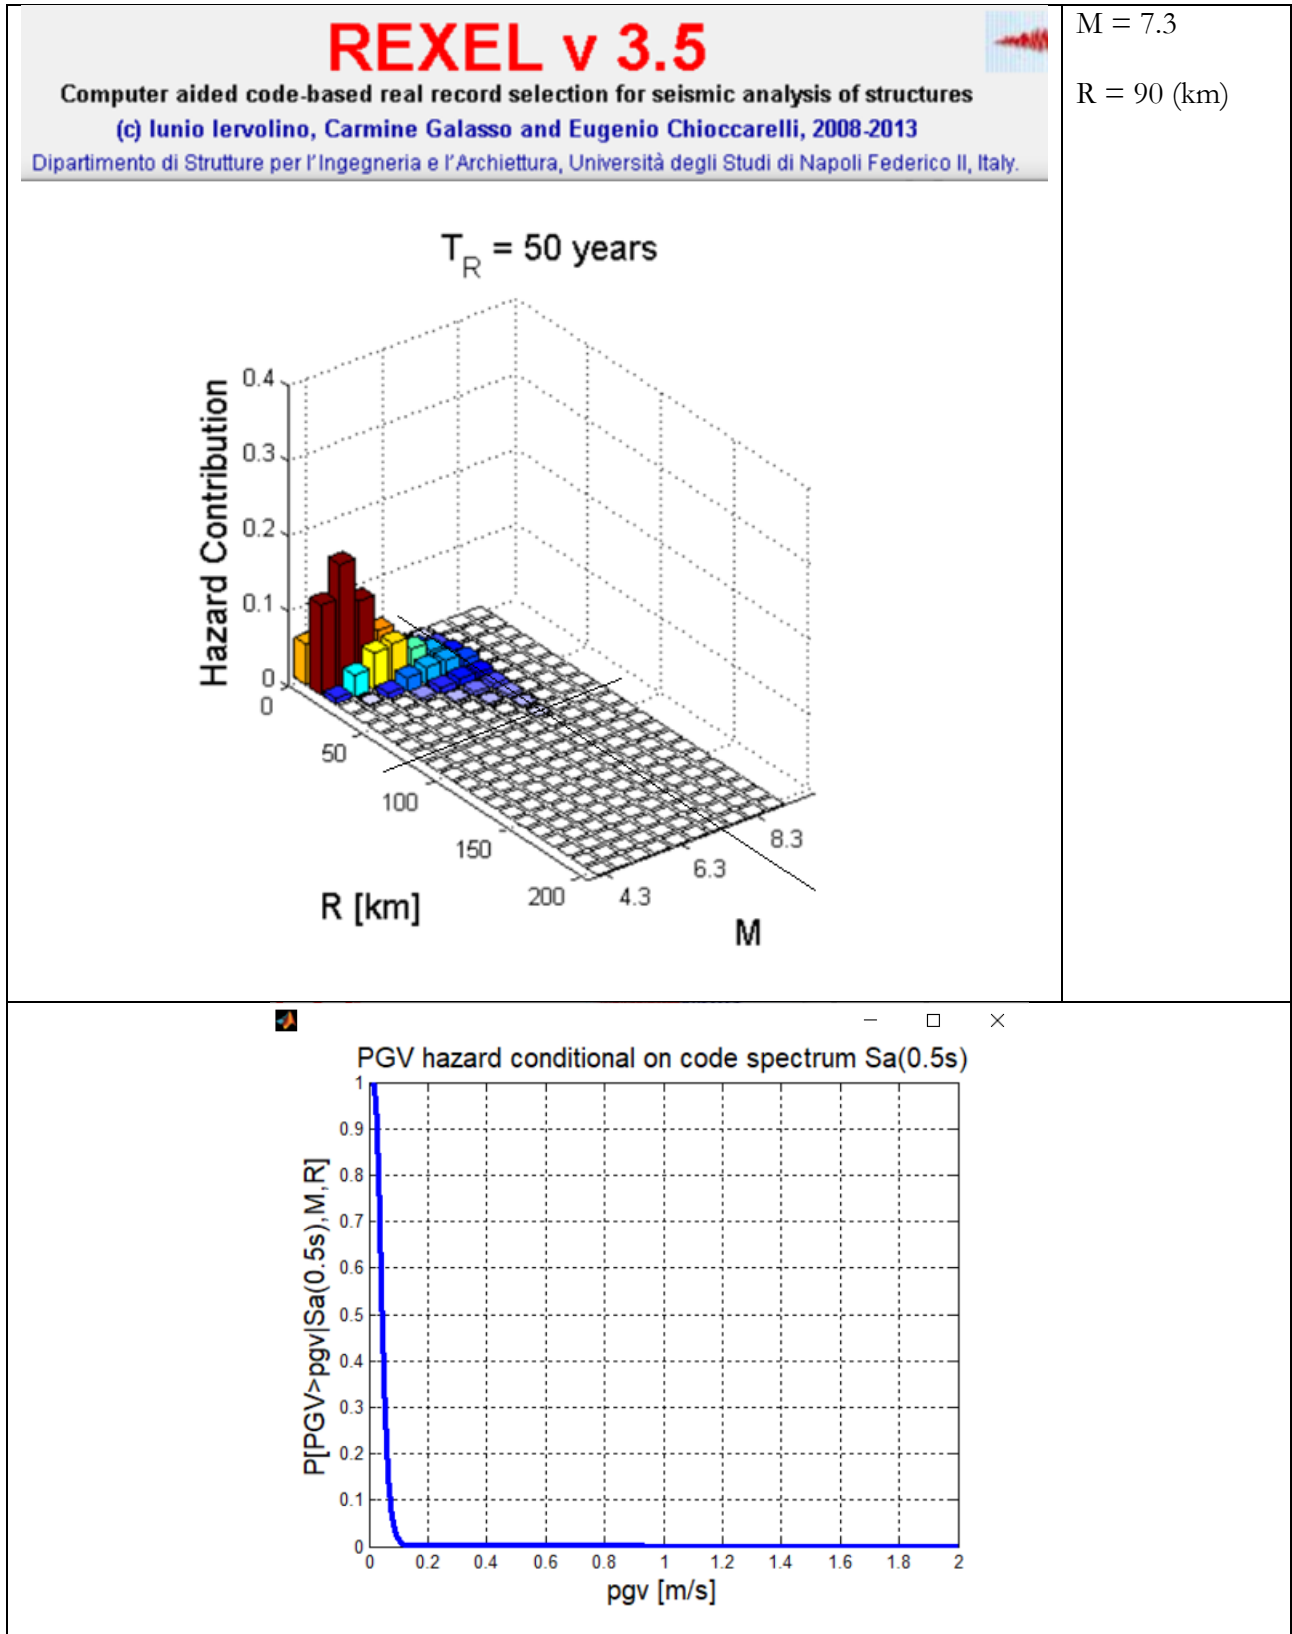 REXEL v 3.5
Computer aided code-based real record selection for seismic analysis of structures
(c) Iunio Iervolino, Carmine Galasso and Eugenio Chioccarelli, 2008-2013
Dipartimento di Strutture per l'Ingegneria e l'Archiettura, Università degli Studi di Napoli Federico II, Italy.
M = 7.3
R = 90 (km)
T_R = 50 years
Hazard Contribution
0.4
0.3
0.2
0.1
0
0
50
100
150
200
R [km]
4.3
6.3
8.3
M
PGV hazard conditional on code spectrum Sa(0.5s)
P[PGV>pgv|Sa(0.5s),M,R]
1
0.9
0.8
0.7
0.6
0.5
0.4
0.3
0.2
0.1
0
0 0.2 0.4 0.6 0.8 1 1.2 1.4 1.6 1.8 2
pgv [m/s]